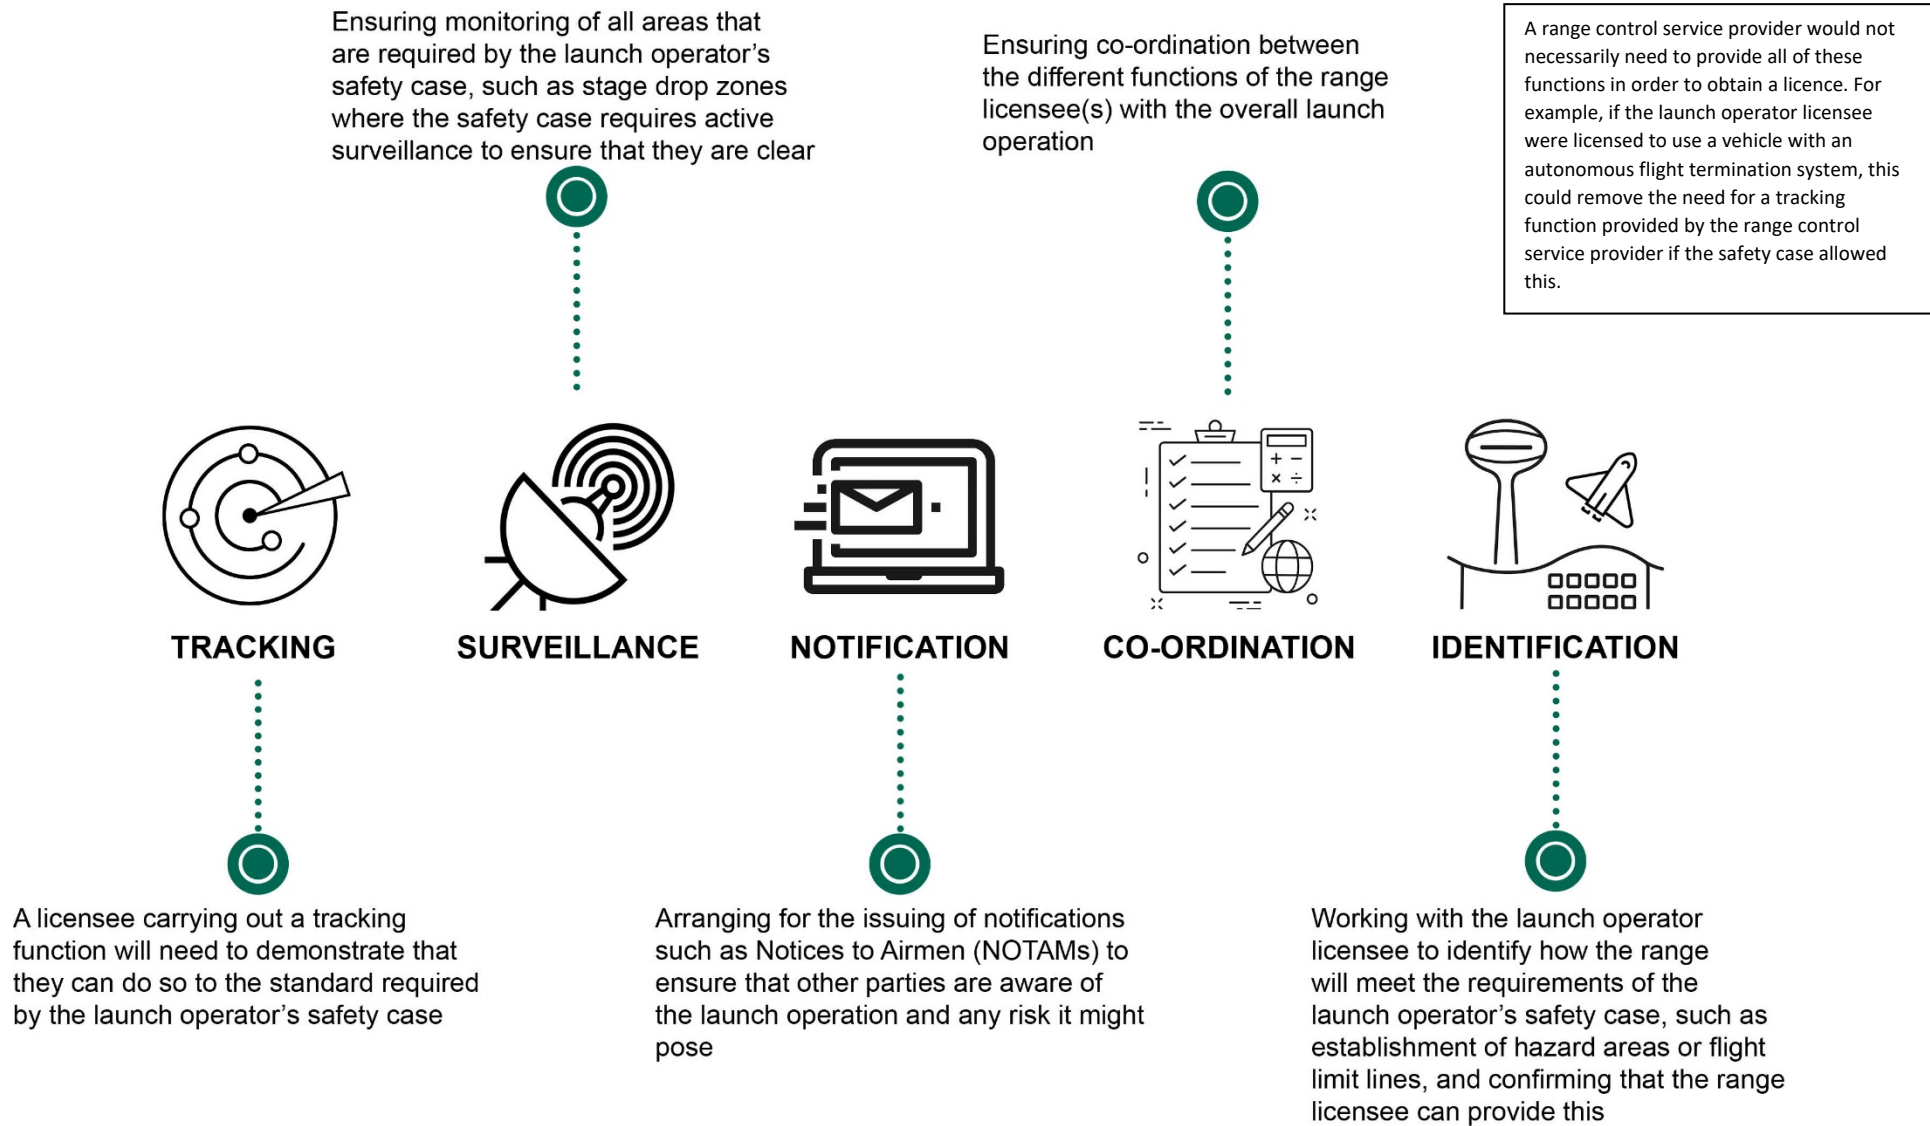 Ensuring monitoring of all areas that
are required by the launch operator’s
safety case, such as stage drop zones
where the safety case requires active
surveillance to ensure that they are clear
Ensuring co-ordination between
the different functions of the range
licensee(s) with the overall launch
operation
A range control service provider would not
necessarily need to provide all of these
functions in order to obtain a licence. For
example, if the launch operator licensee
were licensed to use a vehicle with an
autonomous flight termination system, this
could remove the need for a tracking
function provided by the range control
service provider if the safety case allowed
this.
TRACKING
SURVEILLANCE
NOTIFICATION
CO-ORDINATION
IDENTIFICATION
A licensee carrying out a tracking
function will need to demonstrate that
they can do so to the standard required
by the launch operator’s safety case
Arranging for the issuing of notifications
such as Notices to Airmen (NOTAMs) to
ensure that other parties are aware of
the launch operation and any risk it might
pose
Working with the launch operator
licensee to identify how the range
will meet the requirements of the
launch operator’s safety case, such as
establishment of hazard areas or flight
limit lines, and confirming that the range
licensee can provide this